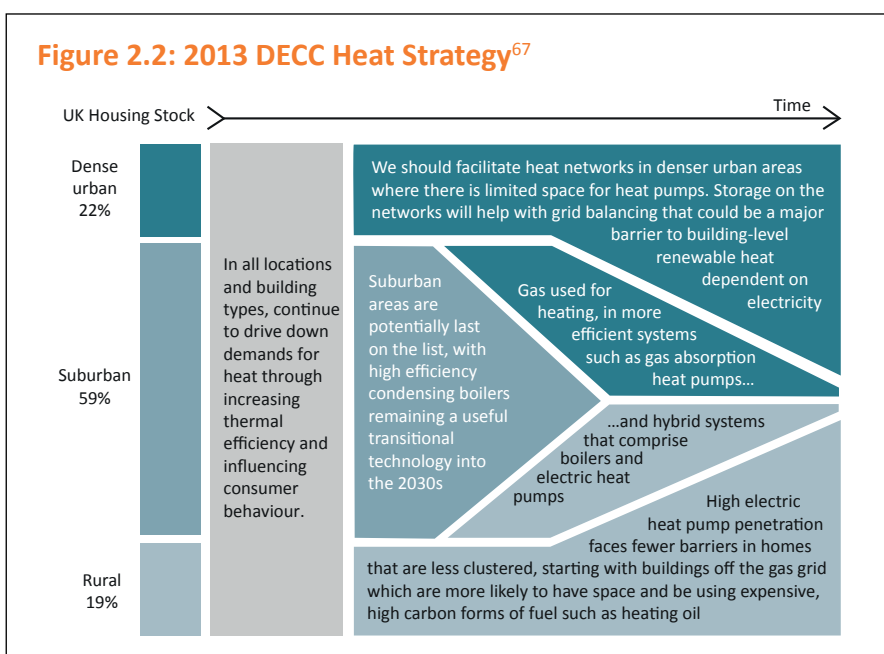 Figure 2.2: 2013 DECC Heat Strategy67
UK Housing Stock
Time
Dense
urban
22%
Suburban
59%
Rural
19%
In all locations
and building
types, continue
to drive down
demands for
heat through
increasing
thermal
efficiency and
influencing
consumer
behaviour.
We should facilitate heat networks in denser urban areas
where there is limited space for heat pumps. Storage on the
networks will help with grid balancing that could be a major
barrier to building-level
renewable heat
dependent on
electricity
Suburban
areas are
potentially last
on the list, with
high efficiency
condensing boilers
remaining a useful
transitional
technology into
the 2030s
Gas used for
heating, in more
efficient systems
such as gas absorption
heat pumps...
...and hybrid systems
that comprise
boilers and
electric heat
pumps
High electric
heat pump penetration
faces fewer barriers in homes
that are less clustered, starting with buildings off the gas grid
which are more likely to have space and be using expensive,
high carbon forms of fuel such as heating oil